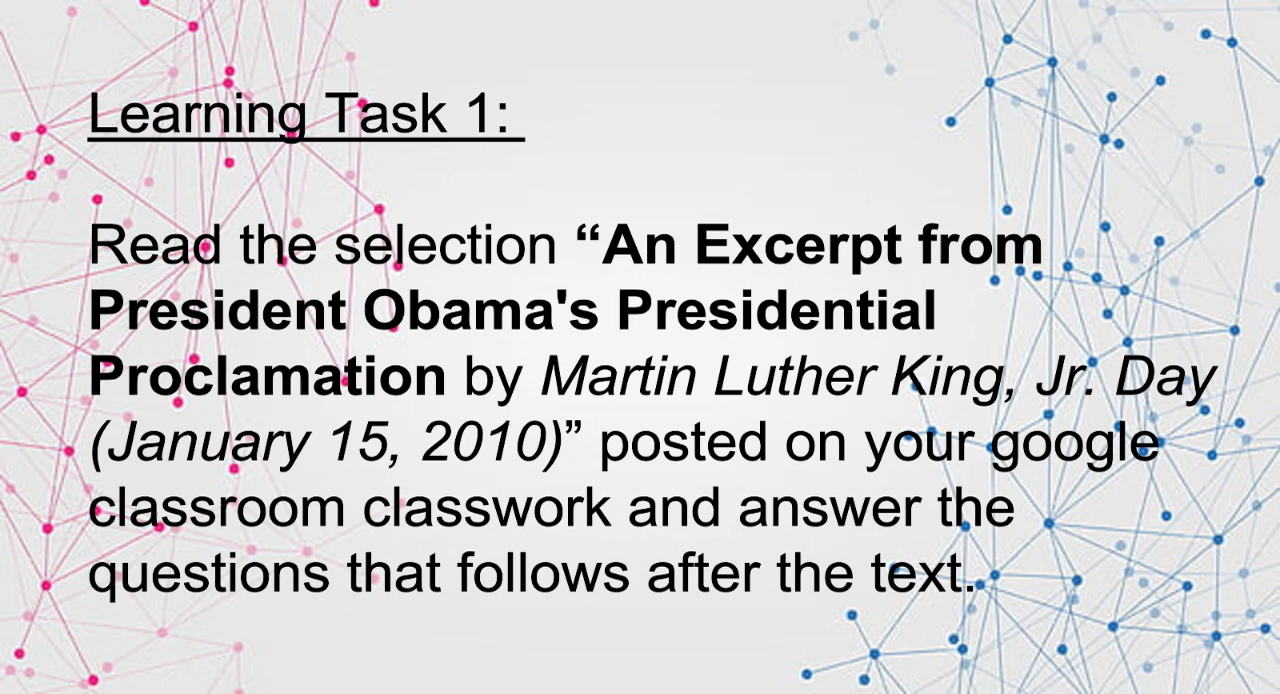 Learning Task 1:
Read the selection “An Excerpt from
President Obama's Presidential
Proclamation by Martin Luther King, Jr. Day
(January 15, 2010)” posted on your google
classroom classwork and answer the
questions that follows after the text.